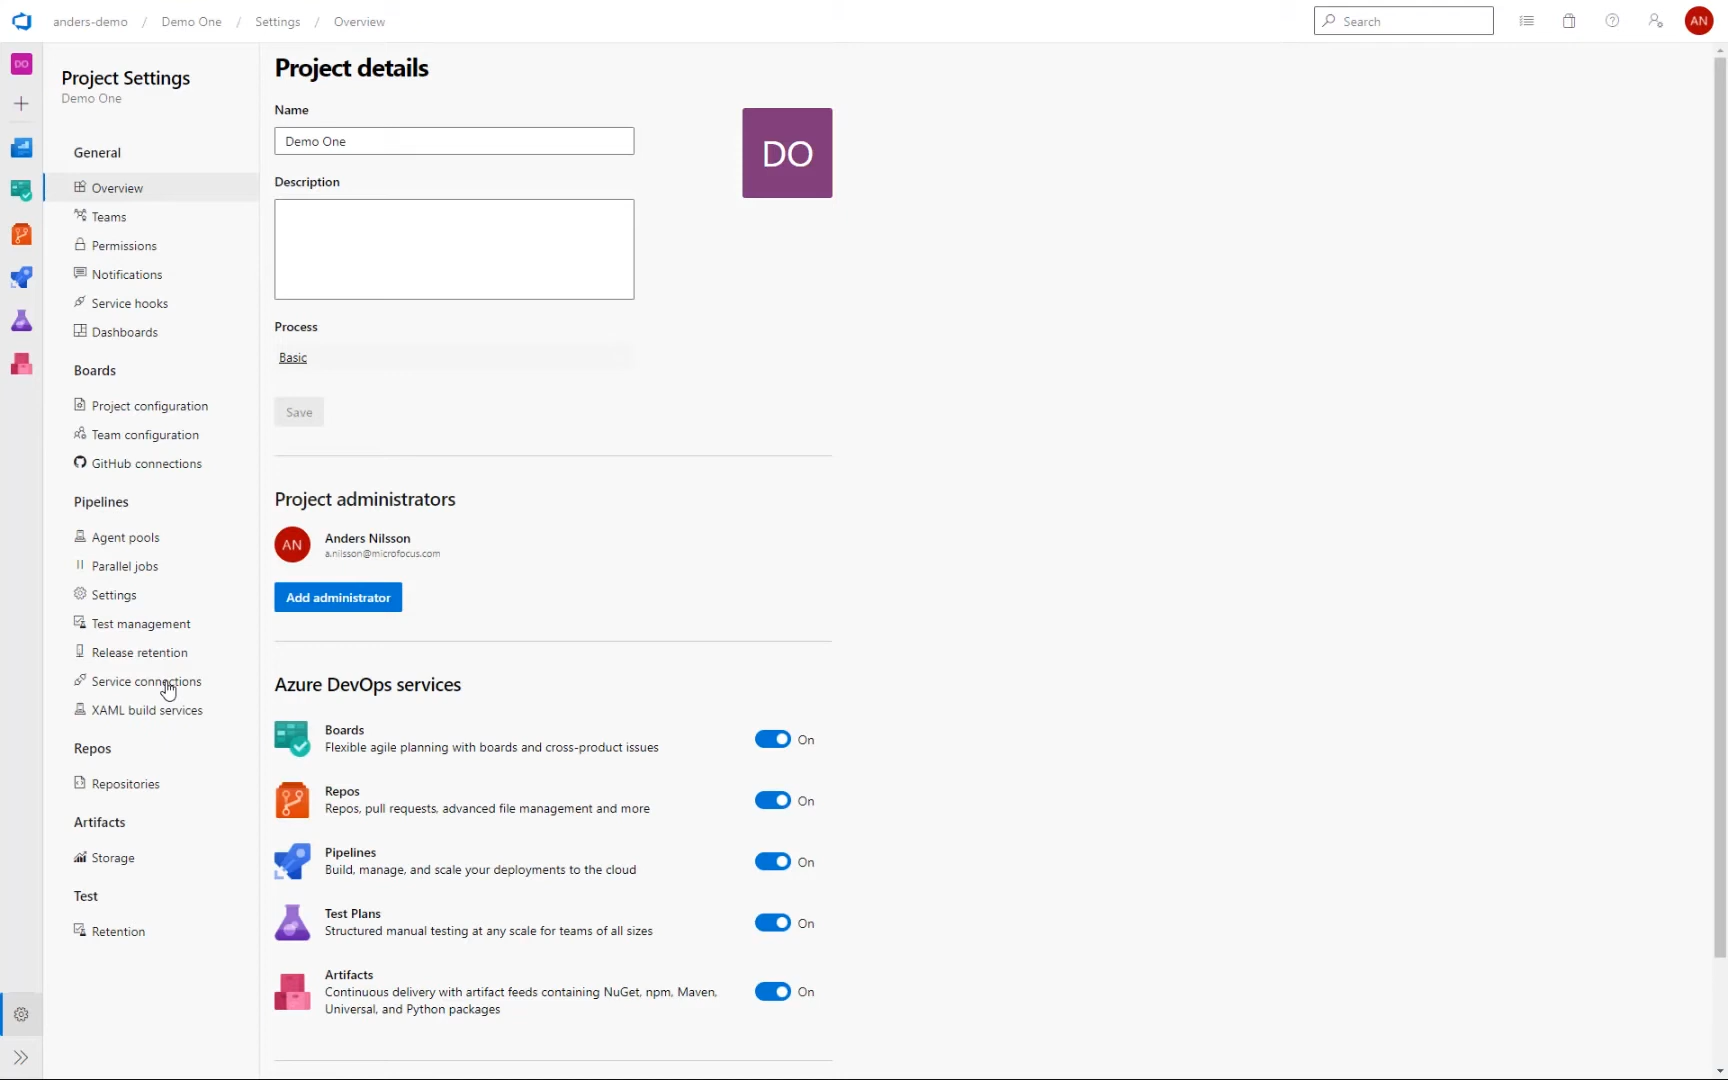 anders-demo / Demo One / Settings / Overview
Search
AN
DO
Project Settings
Demo One
General
Overview
Teams
Permissions
Notifications
Service hooks
Dashboards
Boards
Project configuration
Team configuration
GitHub connections
Pipelines
Agent pools
Parallel jobs
Settings
Test management
Release retention
Service connections
XAML build services
Repos
Repositories
Artifacts
Storage
Test
Retention
Project details
Name
Demo One
DO
Description
Process
Basic
Save
Project administrators
AN
Anders Nilsson
a.nilsson@microfocus.com
Add administrator
Azure DevOps services
Boards
Flexible agile planning with boards and cross-product issues
On
Repos
Repos, pull requests, advanced file management and more
On
Pipelines
Build, manage, and scale your deployments to the cloud
On
Test Plans
Structured manual testing at any scale for teams of all sizes
On
Artifacts
Continuous delivery with artifact feeds containing NuGet, npm, Maven,
Universal, and Python packages
On